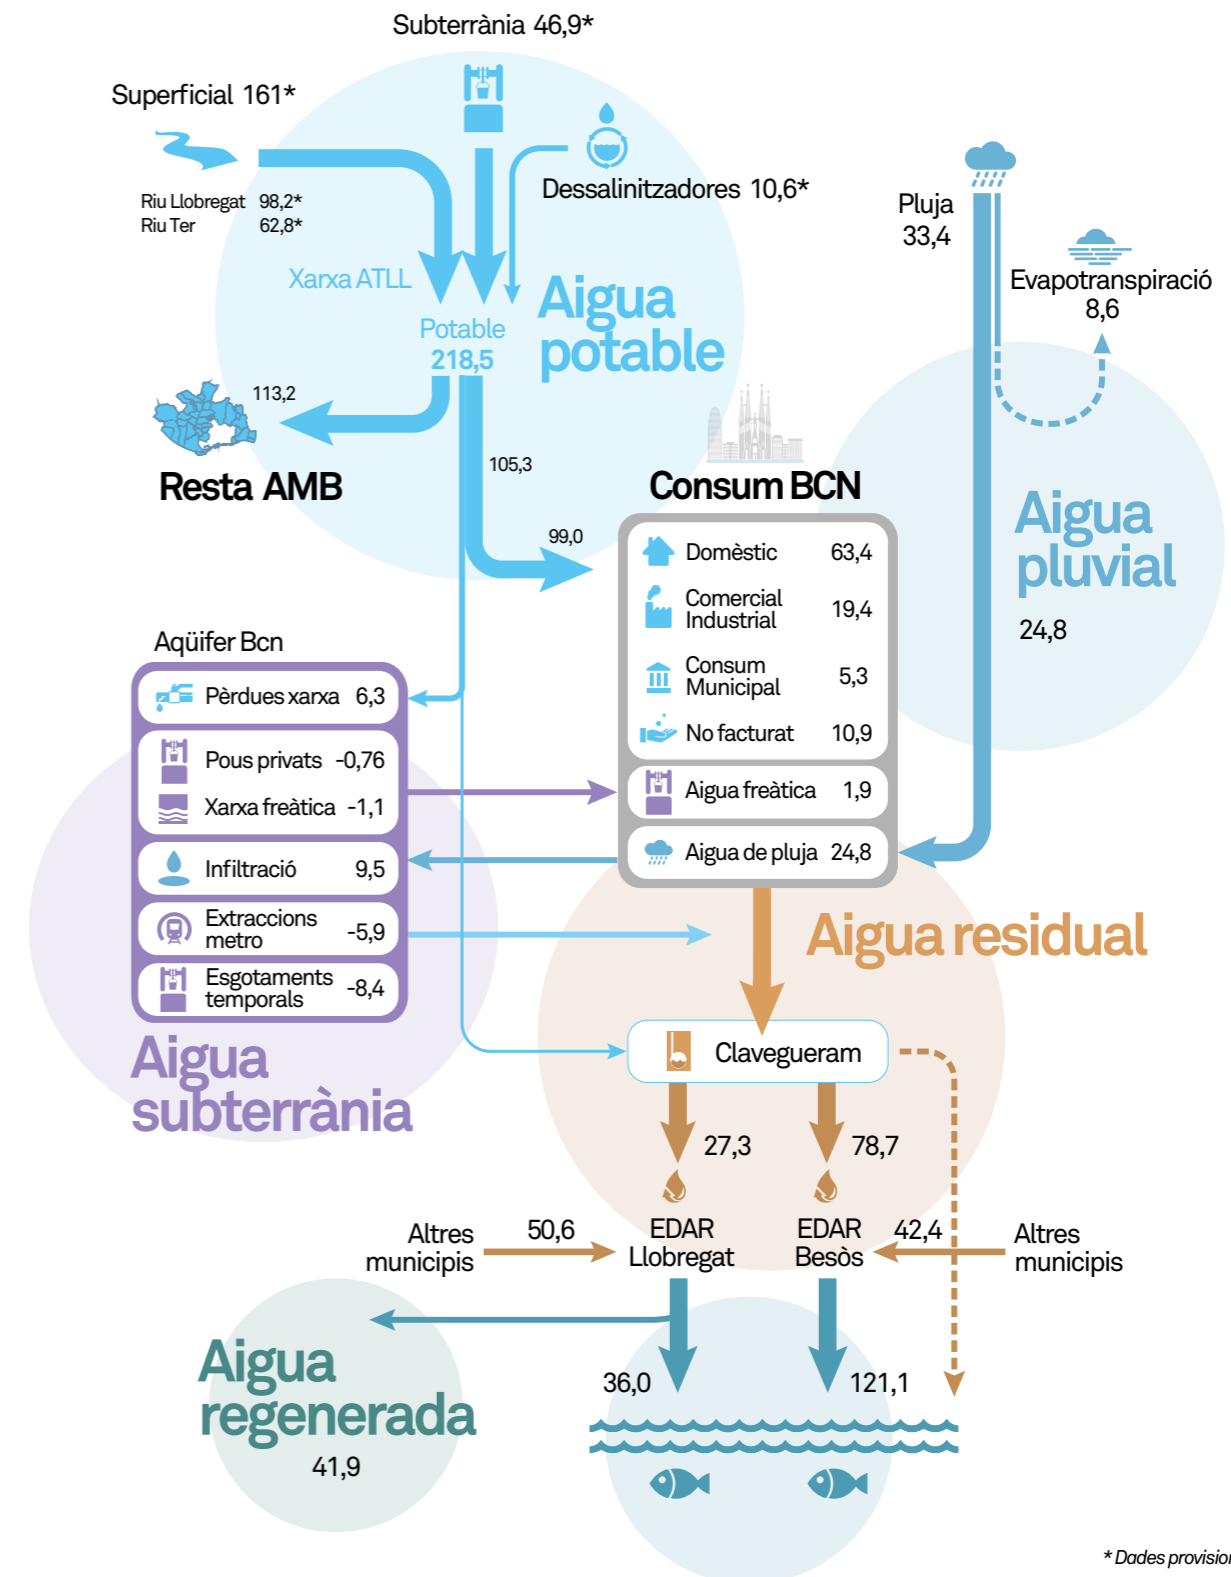 Subterrània 46,9*
Superficial 161*
Riu Llobregat 98,2*
Riu Ter 62,8*
Dessalinitzadores 10,6*
Pluja
33,4
Evapotranspiració
8,6
Xarxa ATLL
Potable
218,5
Aigua
potable
113,2
Resta AMB
105,3
99,0
Consum BCN
Domèstic 63,4
Comercial
Industrial 19,4
Consum
Municipal 5,3
No facturat 10,9
Aigua freàtica 1,9
Aigua de pluja 24,8
Aigua
pluvial
24,8
Aqüifer Bcn
Pèrdues xarxa 6,3
Pous privats -0,76
Xarxa freàtica -1,1
Infiltració 9,5
Extraccions
metro -5,9
Esgotaments
temporals -8,4
Aigua
subterrània
Aigua residual
Clavegueram
27,3
78,7
Altres
municipis
50,6
EDAR
Llobregat
EDAR
Besòs
42,4
Altres
municipis
36,0
121,1
Aigua
regenerada
41,9
* Dades provision